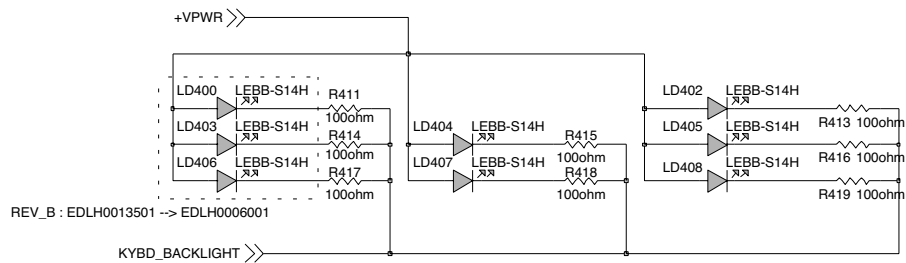 +VPWR
LD400 LEBB-S14H
R411
100ohm
LD403 LEBB-S14H
R414
100ohm
LD406 LEBB-S14H
R417
100ohm
LD404 LEBB-S14H
R415
100ohm
LD407 LEBB-S14H
R418
100ohm
LD402 LEBB-S14H
R413 100ohm
LD405 LEBB-S14H
R416 100ohm
LD408 LEBB-S14H
R419 100ohm
REV_B : EDLH0013501 --> EDLH0006001
KYBD_BACKLIGHT